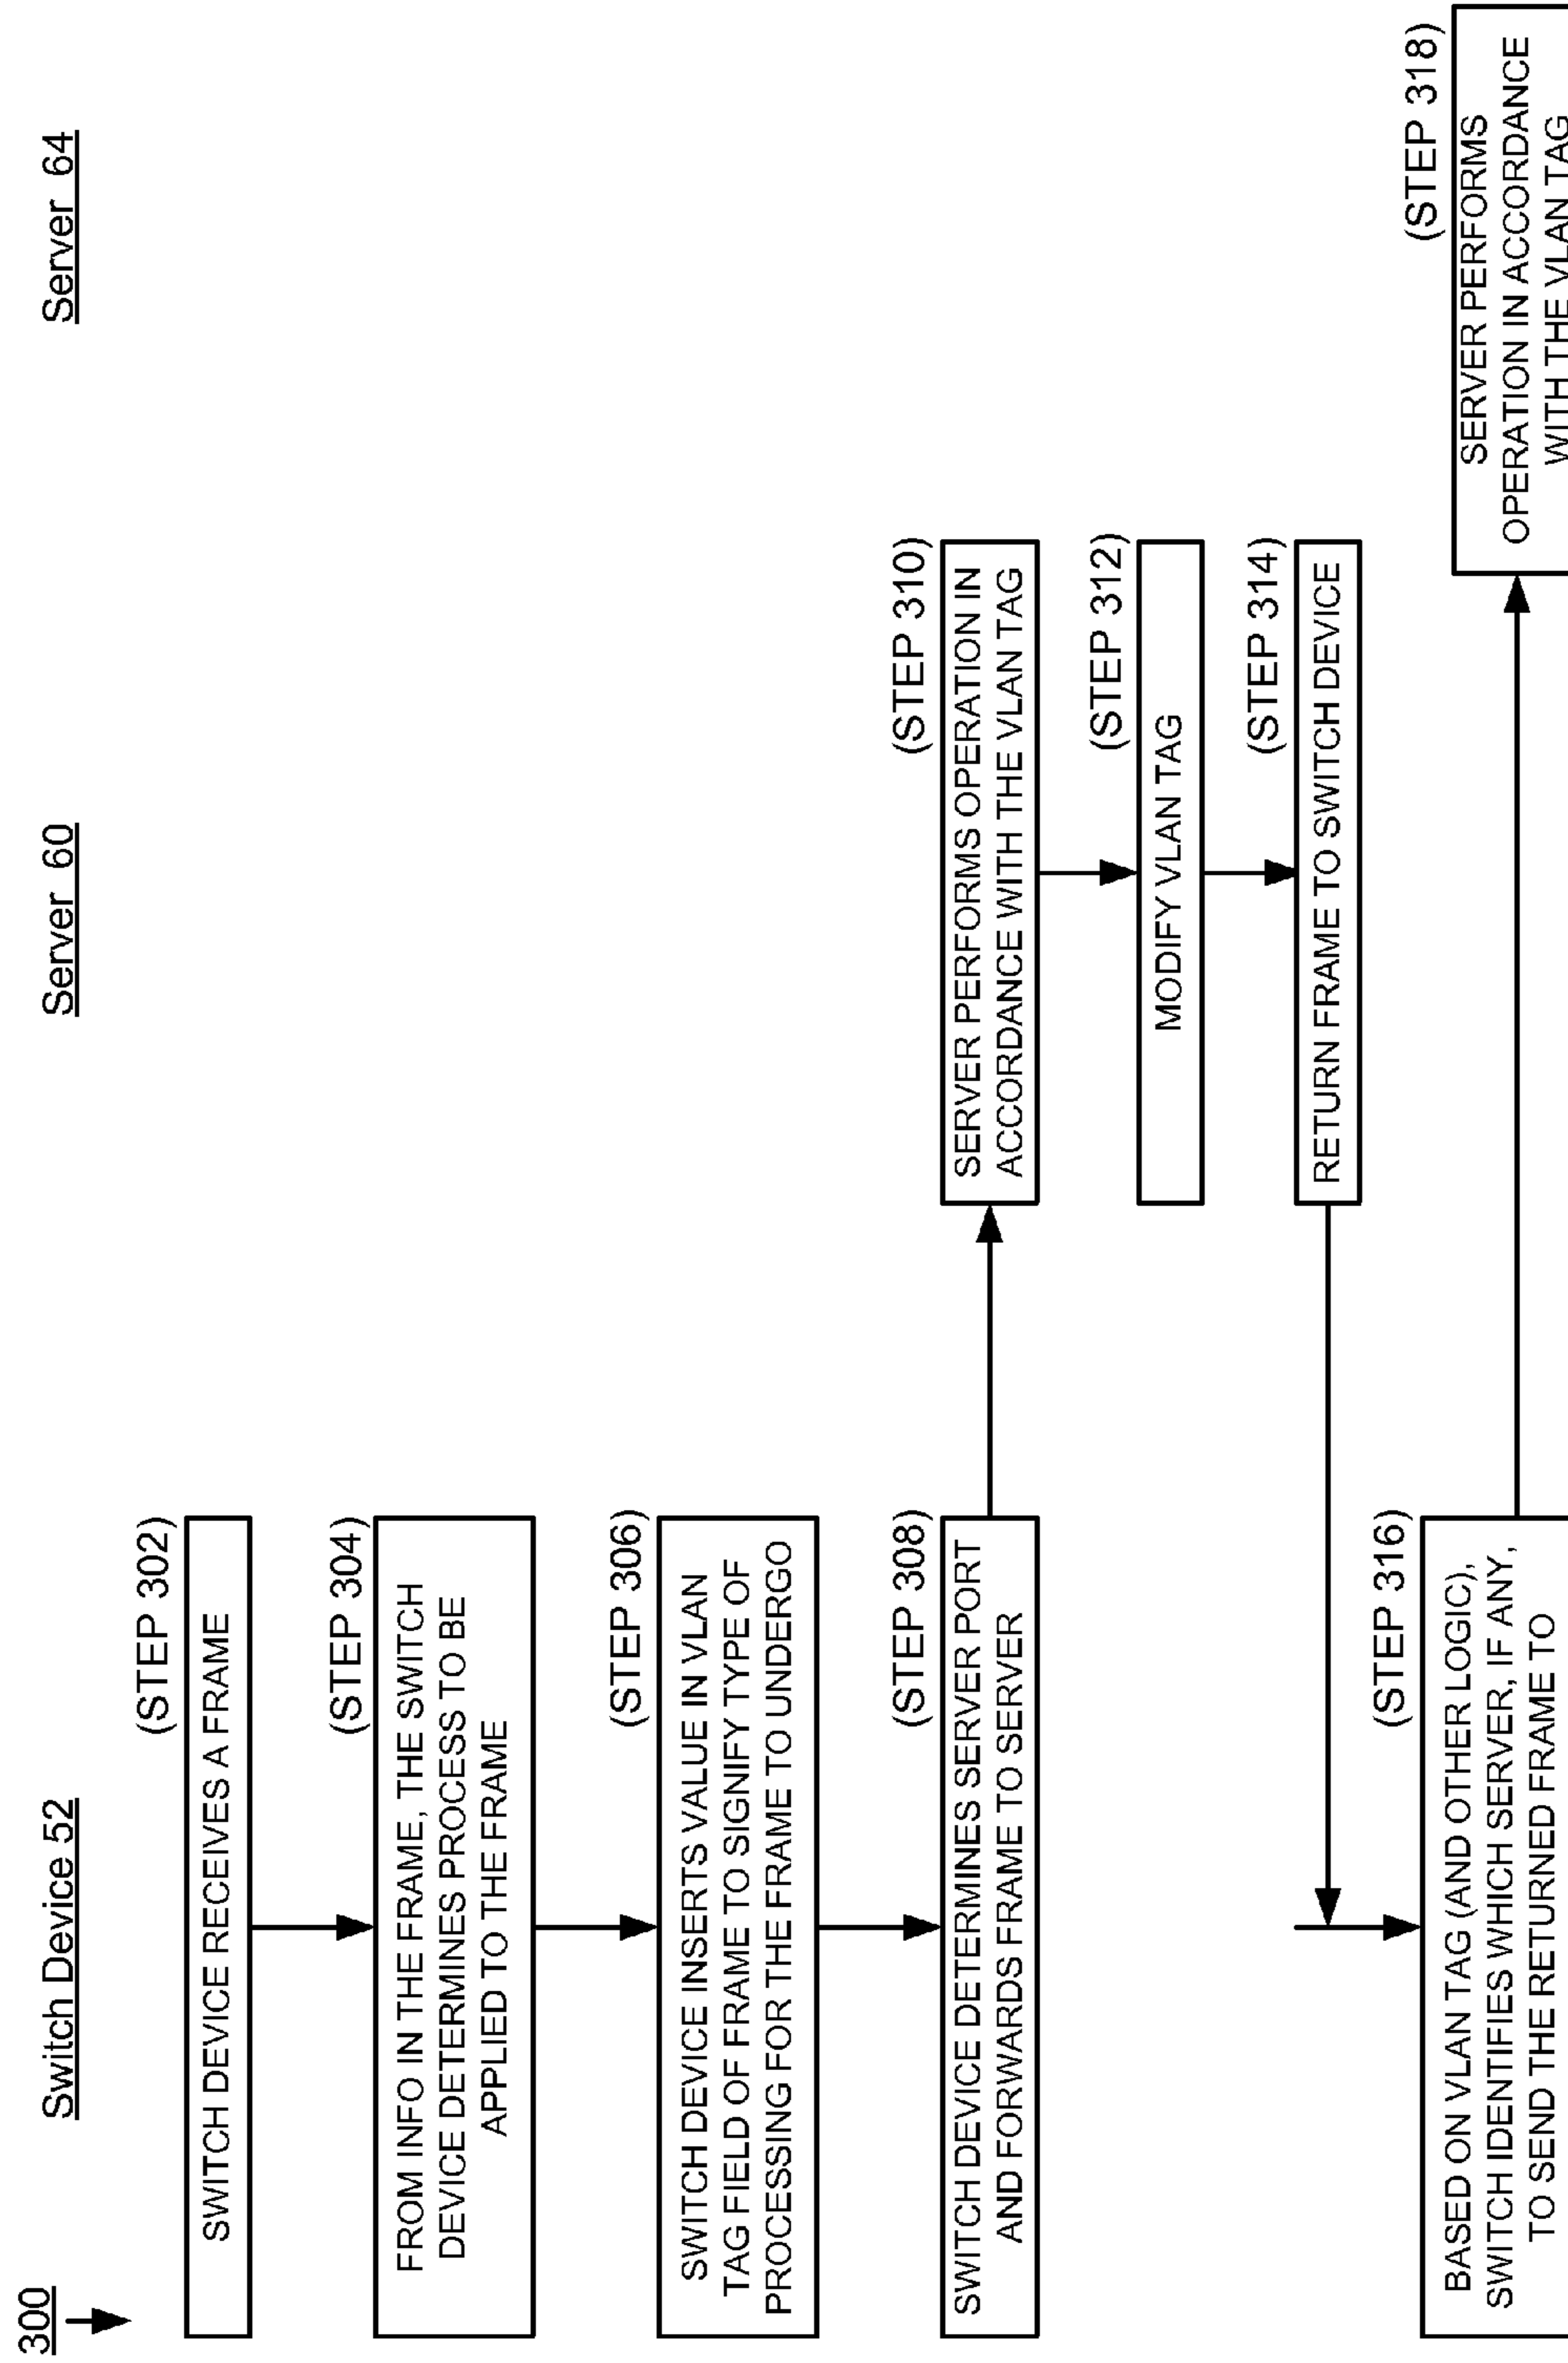 300
Switch Device 52
Server 60
Server 64
(STEP 302)
SWITCH DEVICE RECEIVES A FRAME
(STEP 304)
FROM INFO IN THE FRAME, THE SWITCH
DEVICE DETERMINES PROCESS TO BE
APPLIED TO THE FRAME
(STEP 306)
SWITCH DEVICE INSERTS VALUE IN VLAN
TAG FIELD OF FRAME TO SIGNIFY TYPE OF
PROCESSING FOR THE FRAME TO UNDERGO
(STEP 308)
SWITCH DEVICE DETERMINES SERVER PORT
AND FORWARDS FRAME TO SERVER
(STEP 310)
SERVER PERFORMS OPERATION IN
ACCORDANCE WITH THE VLAN TAG
(STEP 312)
MODIFY VLAN TAG
(STEP 314)
RETURN FRAME TO SWITCH DEVICE
(STEP 316)
BASED ON VLAN TAG (AND OTHER LOGIC),
SWITCH IDENTIFIES WHICH SERVER, IF ANY,
TO SEND THE RETURNED FRAME TO
(STEP 318)
SERVER PERFORMS
OPERATION IN ACCORDANCE
WITH THE VLAN TAG